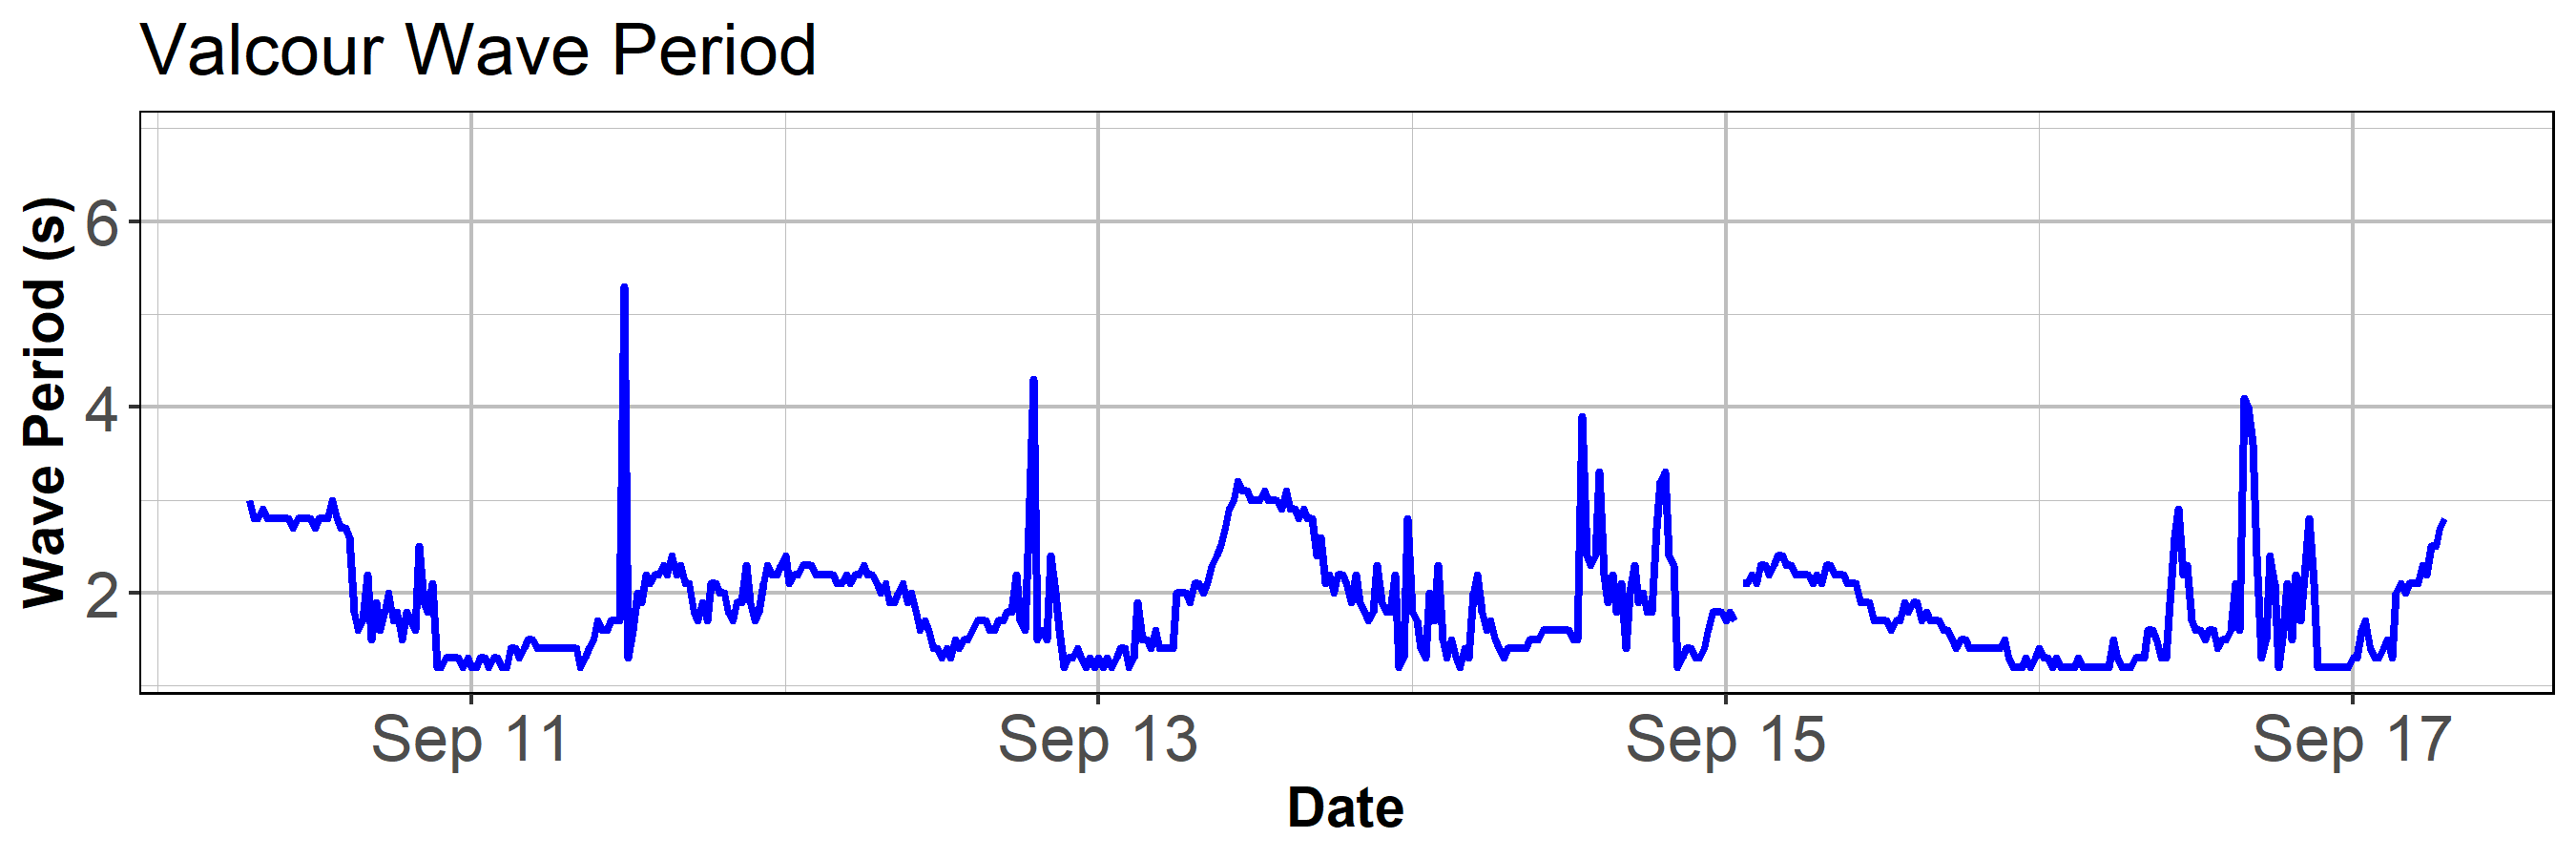 Valcour Wave Period
Wave Period (s)
6
4
2
Sep 11 Sep 13 Sep 15 Sep 17
Date